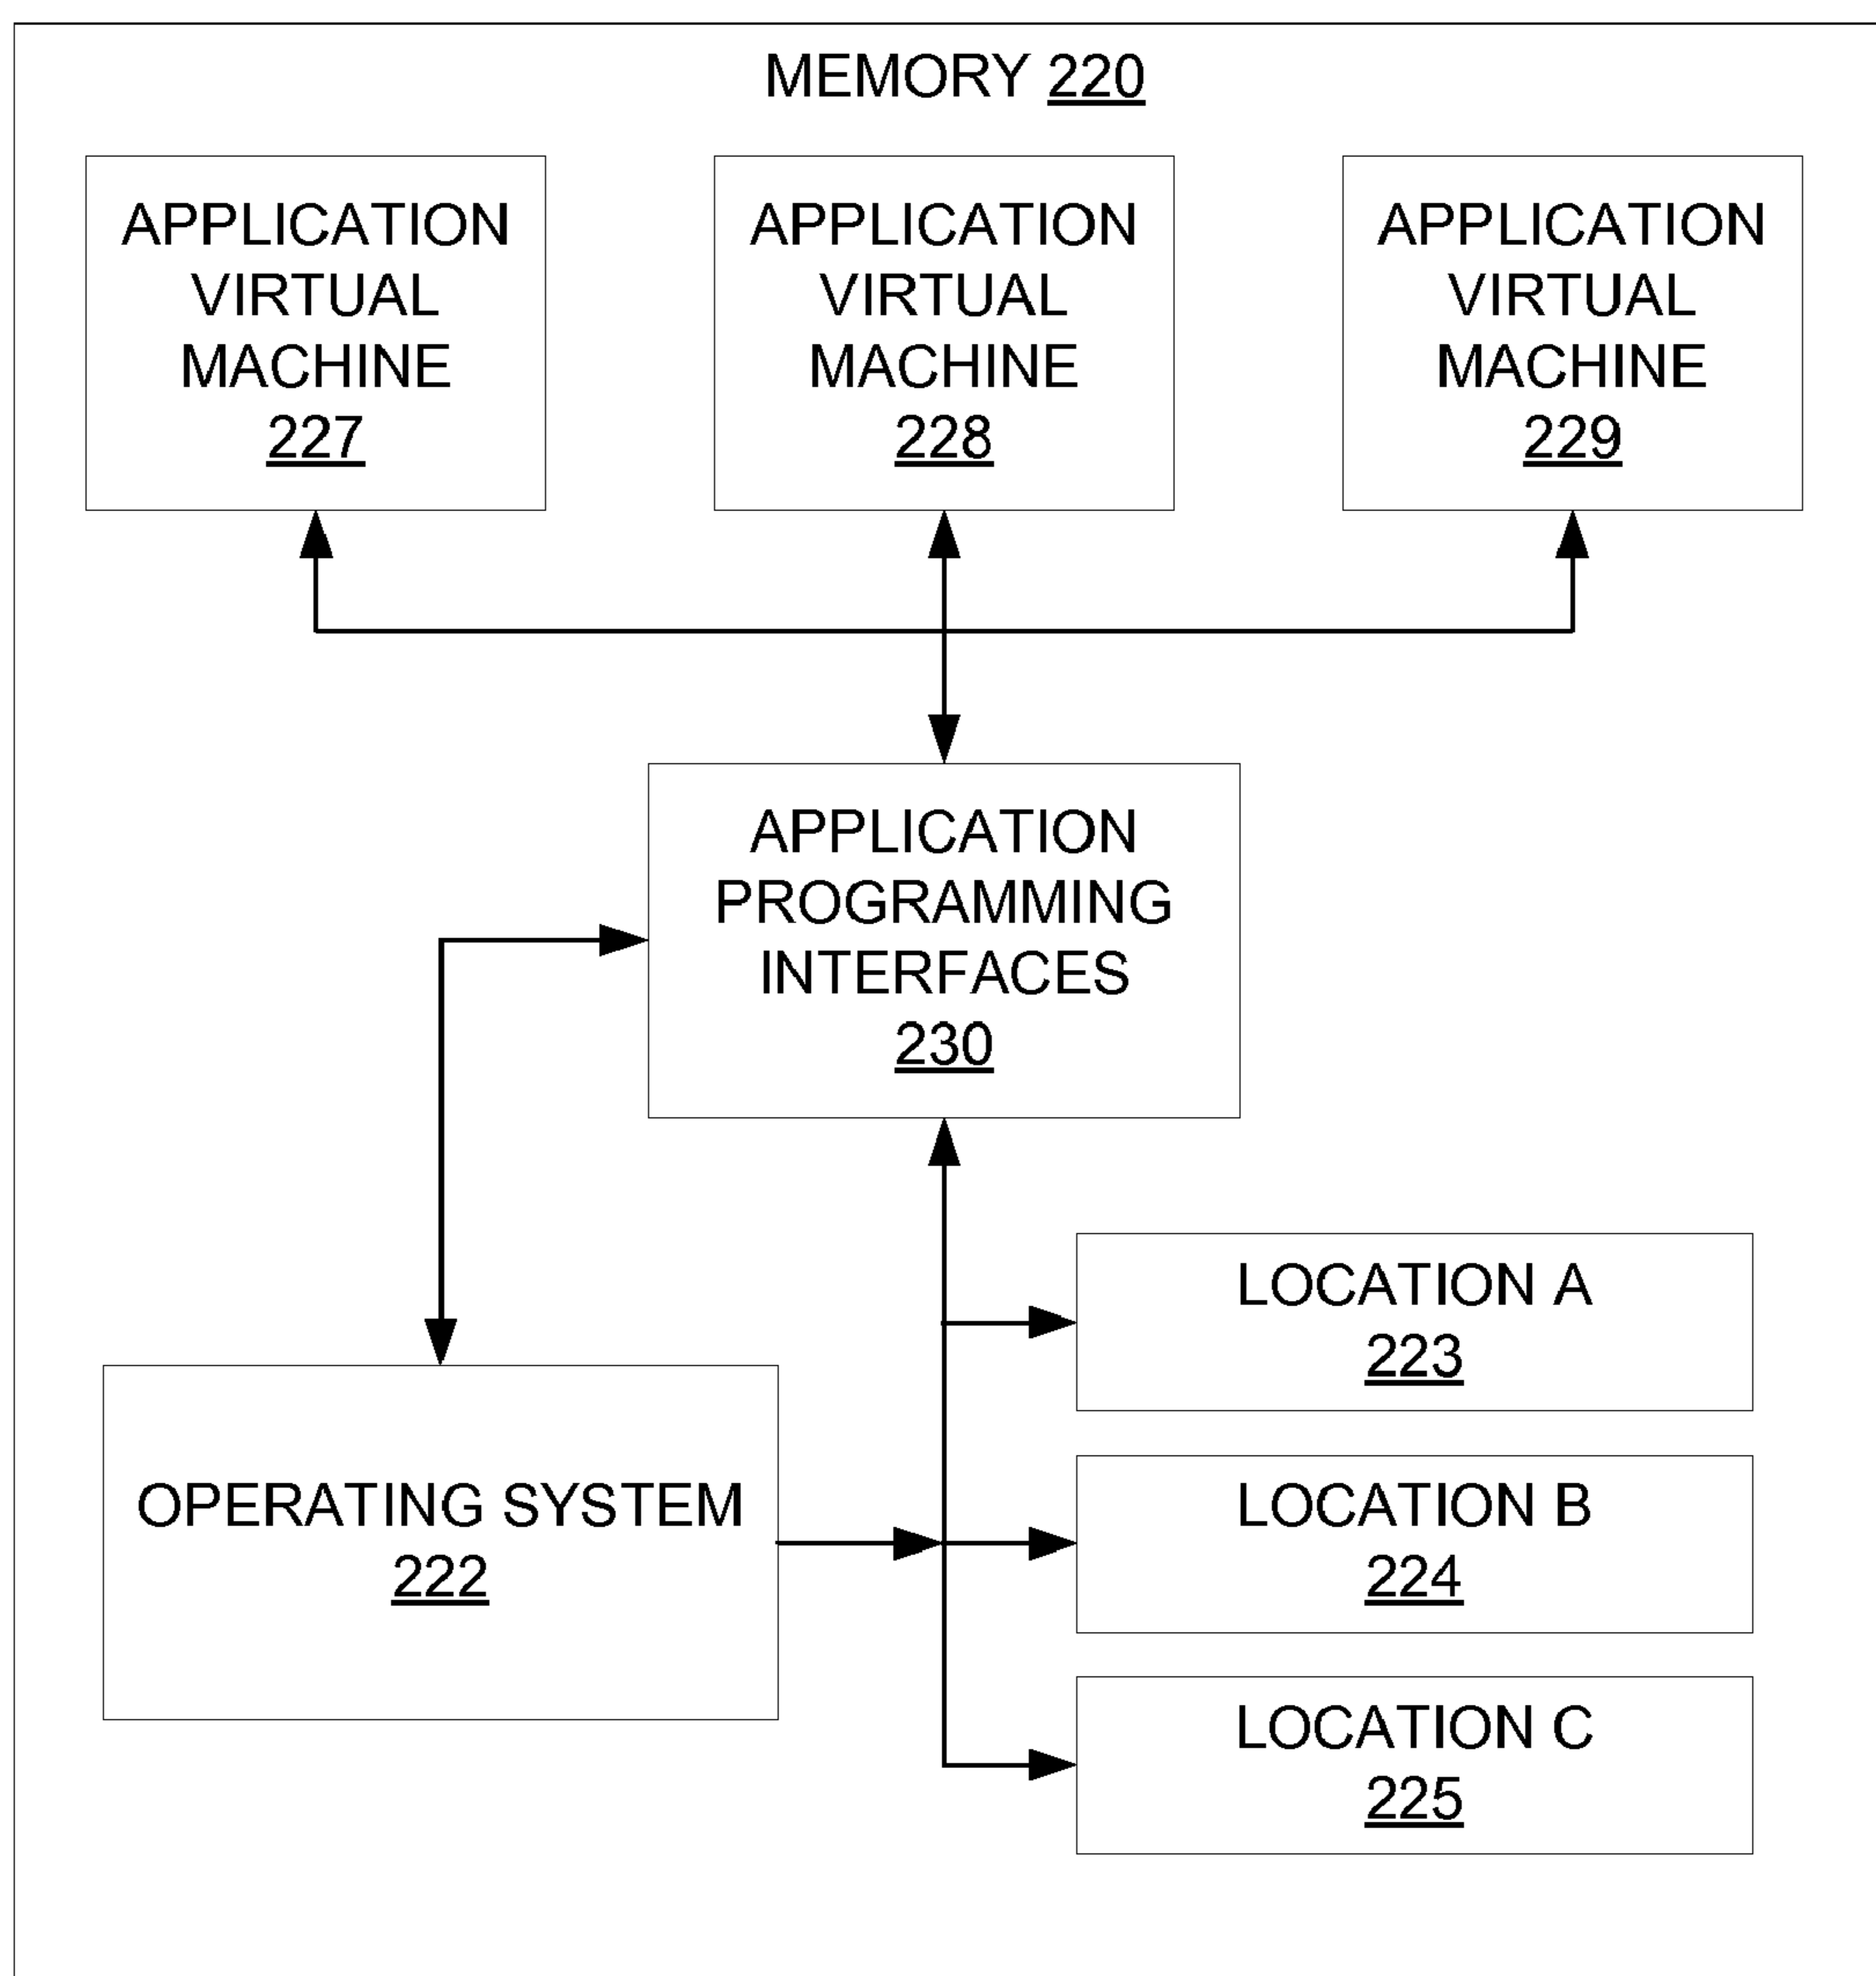 MEMORY 220
APPLICATION
VIRTUAL
MACHINE
227
APPLICATION
VIRTUAL
MACHINE
228
APPLICATION
VIRTUAL
MACHINE
229
APPLICATION
PROGRAMMING
INTERFACES
230
OPERATING SYSTEM
222
LOCATION A
223
LOCATION B
224
LOCATION C
225